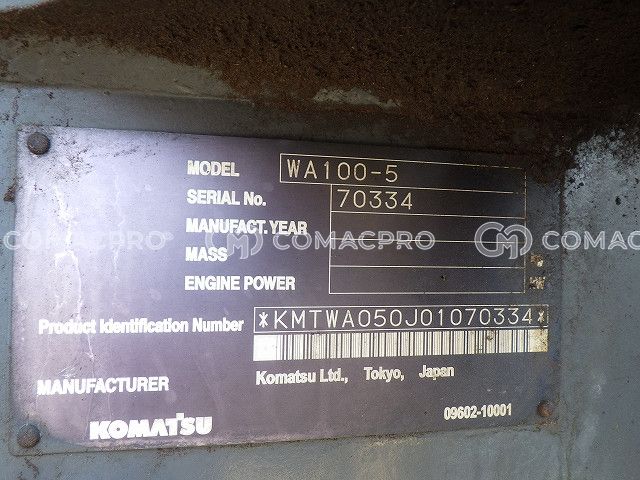 MODEL WA100-5
SERIAL No. 70334
MANUFACT. YEAR
COMACPRO COMACPRO COMACPRO
MASS
ENGINE POWER kW
Product Identification Number *KMTWA050J01070334*
MANUFACTURER Komatsu Ltd., Tokyo, Japan
KOMATSU 09602-10001